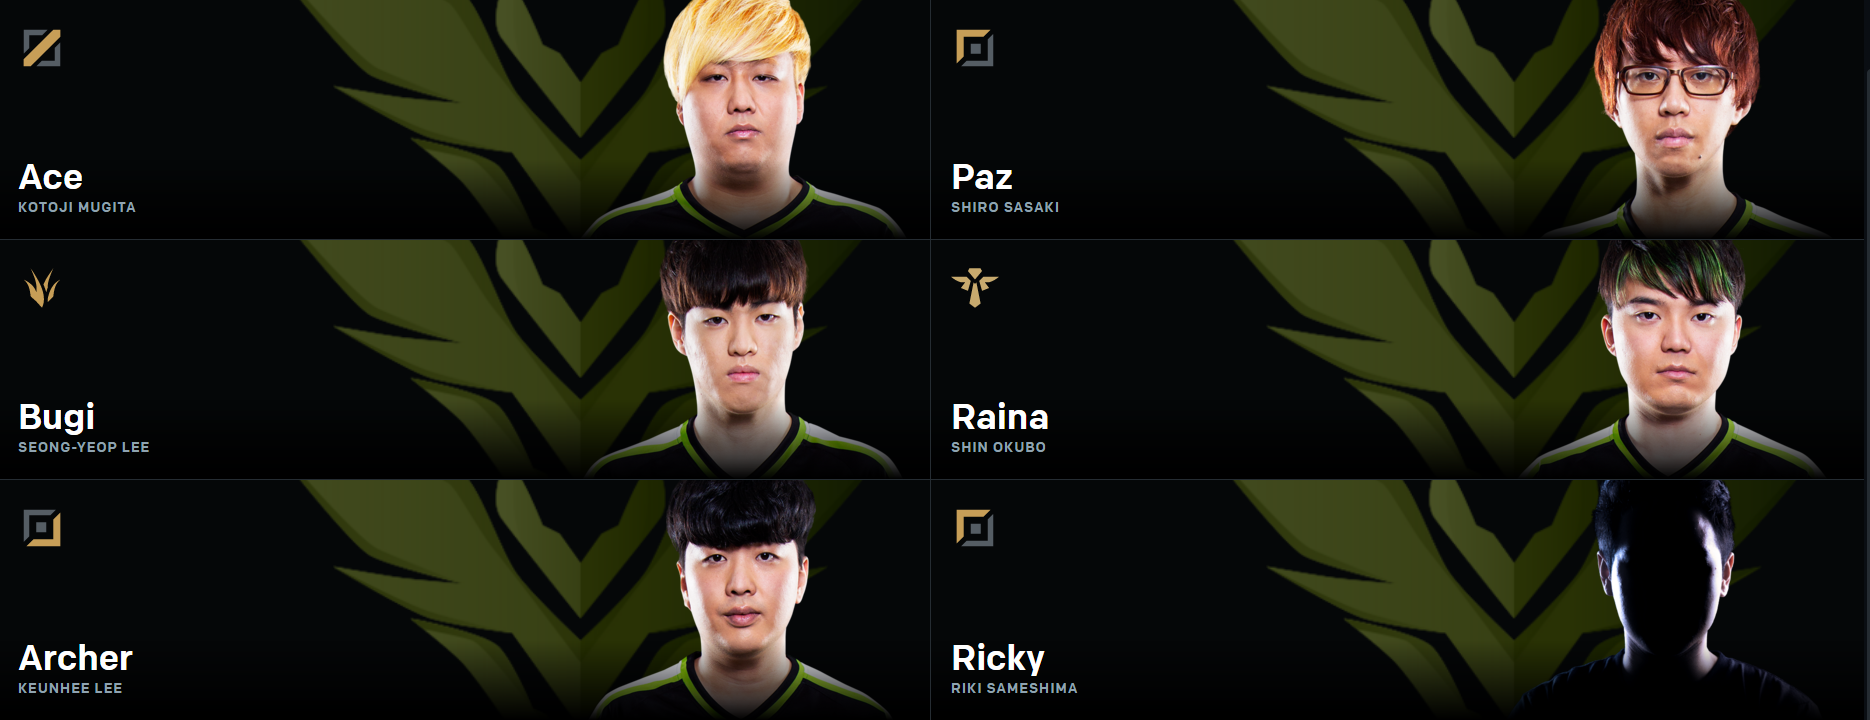 Ace
KOTOJI MUGITA
Paz
SHIRO SASAKI
Bugi
SEONG-YEOP LEE
Raina
SHIN OKUBO
Archer
KEUNHEE LEE
Ricky
RIKI SAMESHIMA